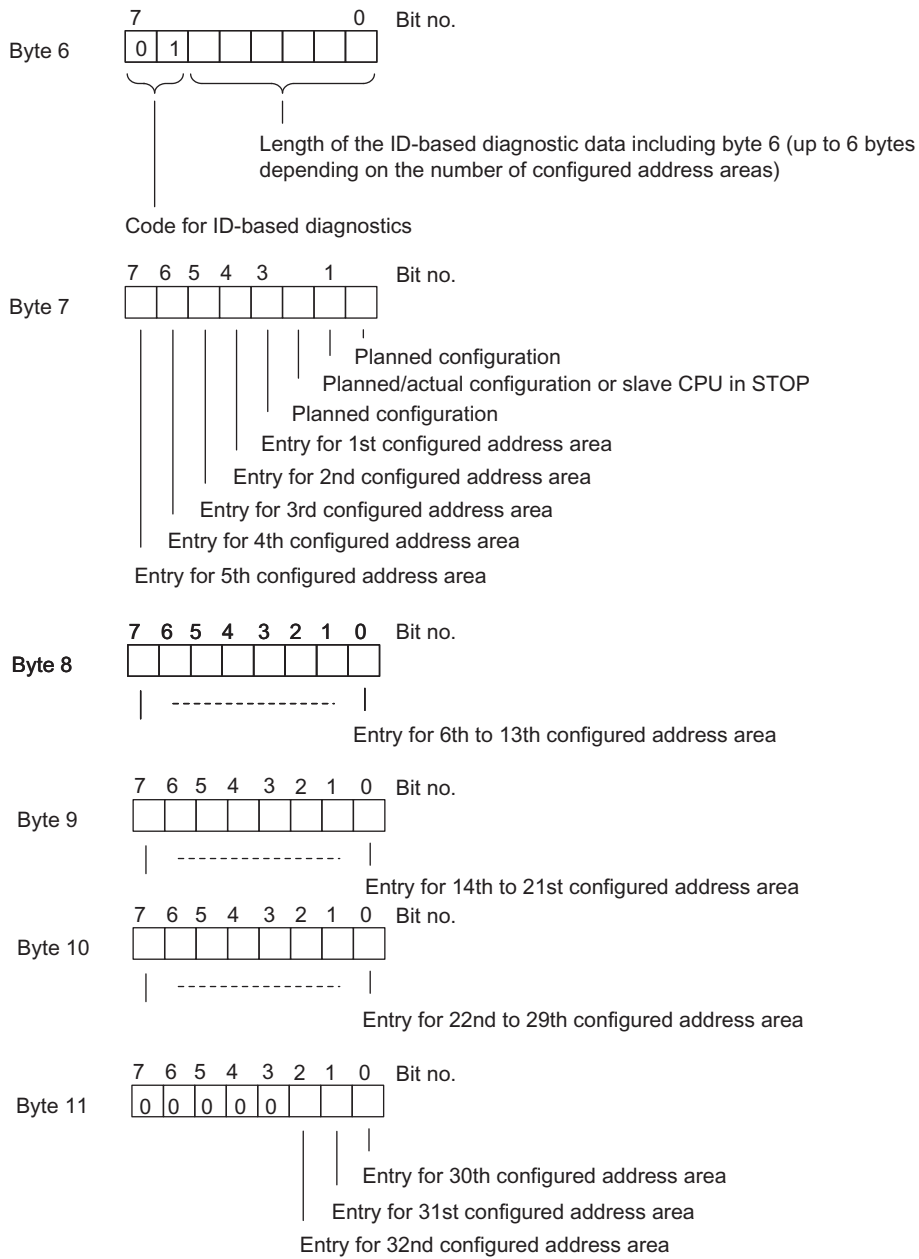 7 0 Bit no.
Byte 6 0 1
Length of the ID-based diagnostic data including byte 6 (up to 6 bytes
depending on the number of configured address areas)
Code for ID-based diagnostics
7 6 5 4 3 1 Bit no.
Byte 7
Planned configuration
Planned/actual configuration or slave CPU in STOP
Planned configuration
Entry for 1st configured address area
Entry for 2nd configured address area
Entry for 3rd configured address area
Entry for 4th configured address area
Entry for 5th configured address area
7 6 5 4 3 2 1 0 Bit no.
Byte 8
Entry for 6th to 13th configured address area
7 6 5 4 3 2 1 0 Bit no.
Byte 9
Entry for 14th to 21st configured address area
7 6 5 4 3 2 1 0 Bit no.
Byte 10
Entry for 22nd to 29th configured address area
7 6 5 4 3 2 1 0 Bit no.
Byte 11 0 0 0 0 0
Entry for 30th configured address area
Entry for 31st configured address area
Entry for 32nd configured address area